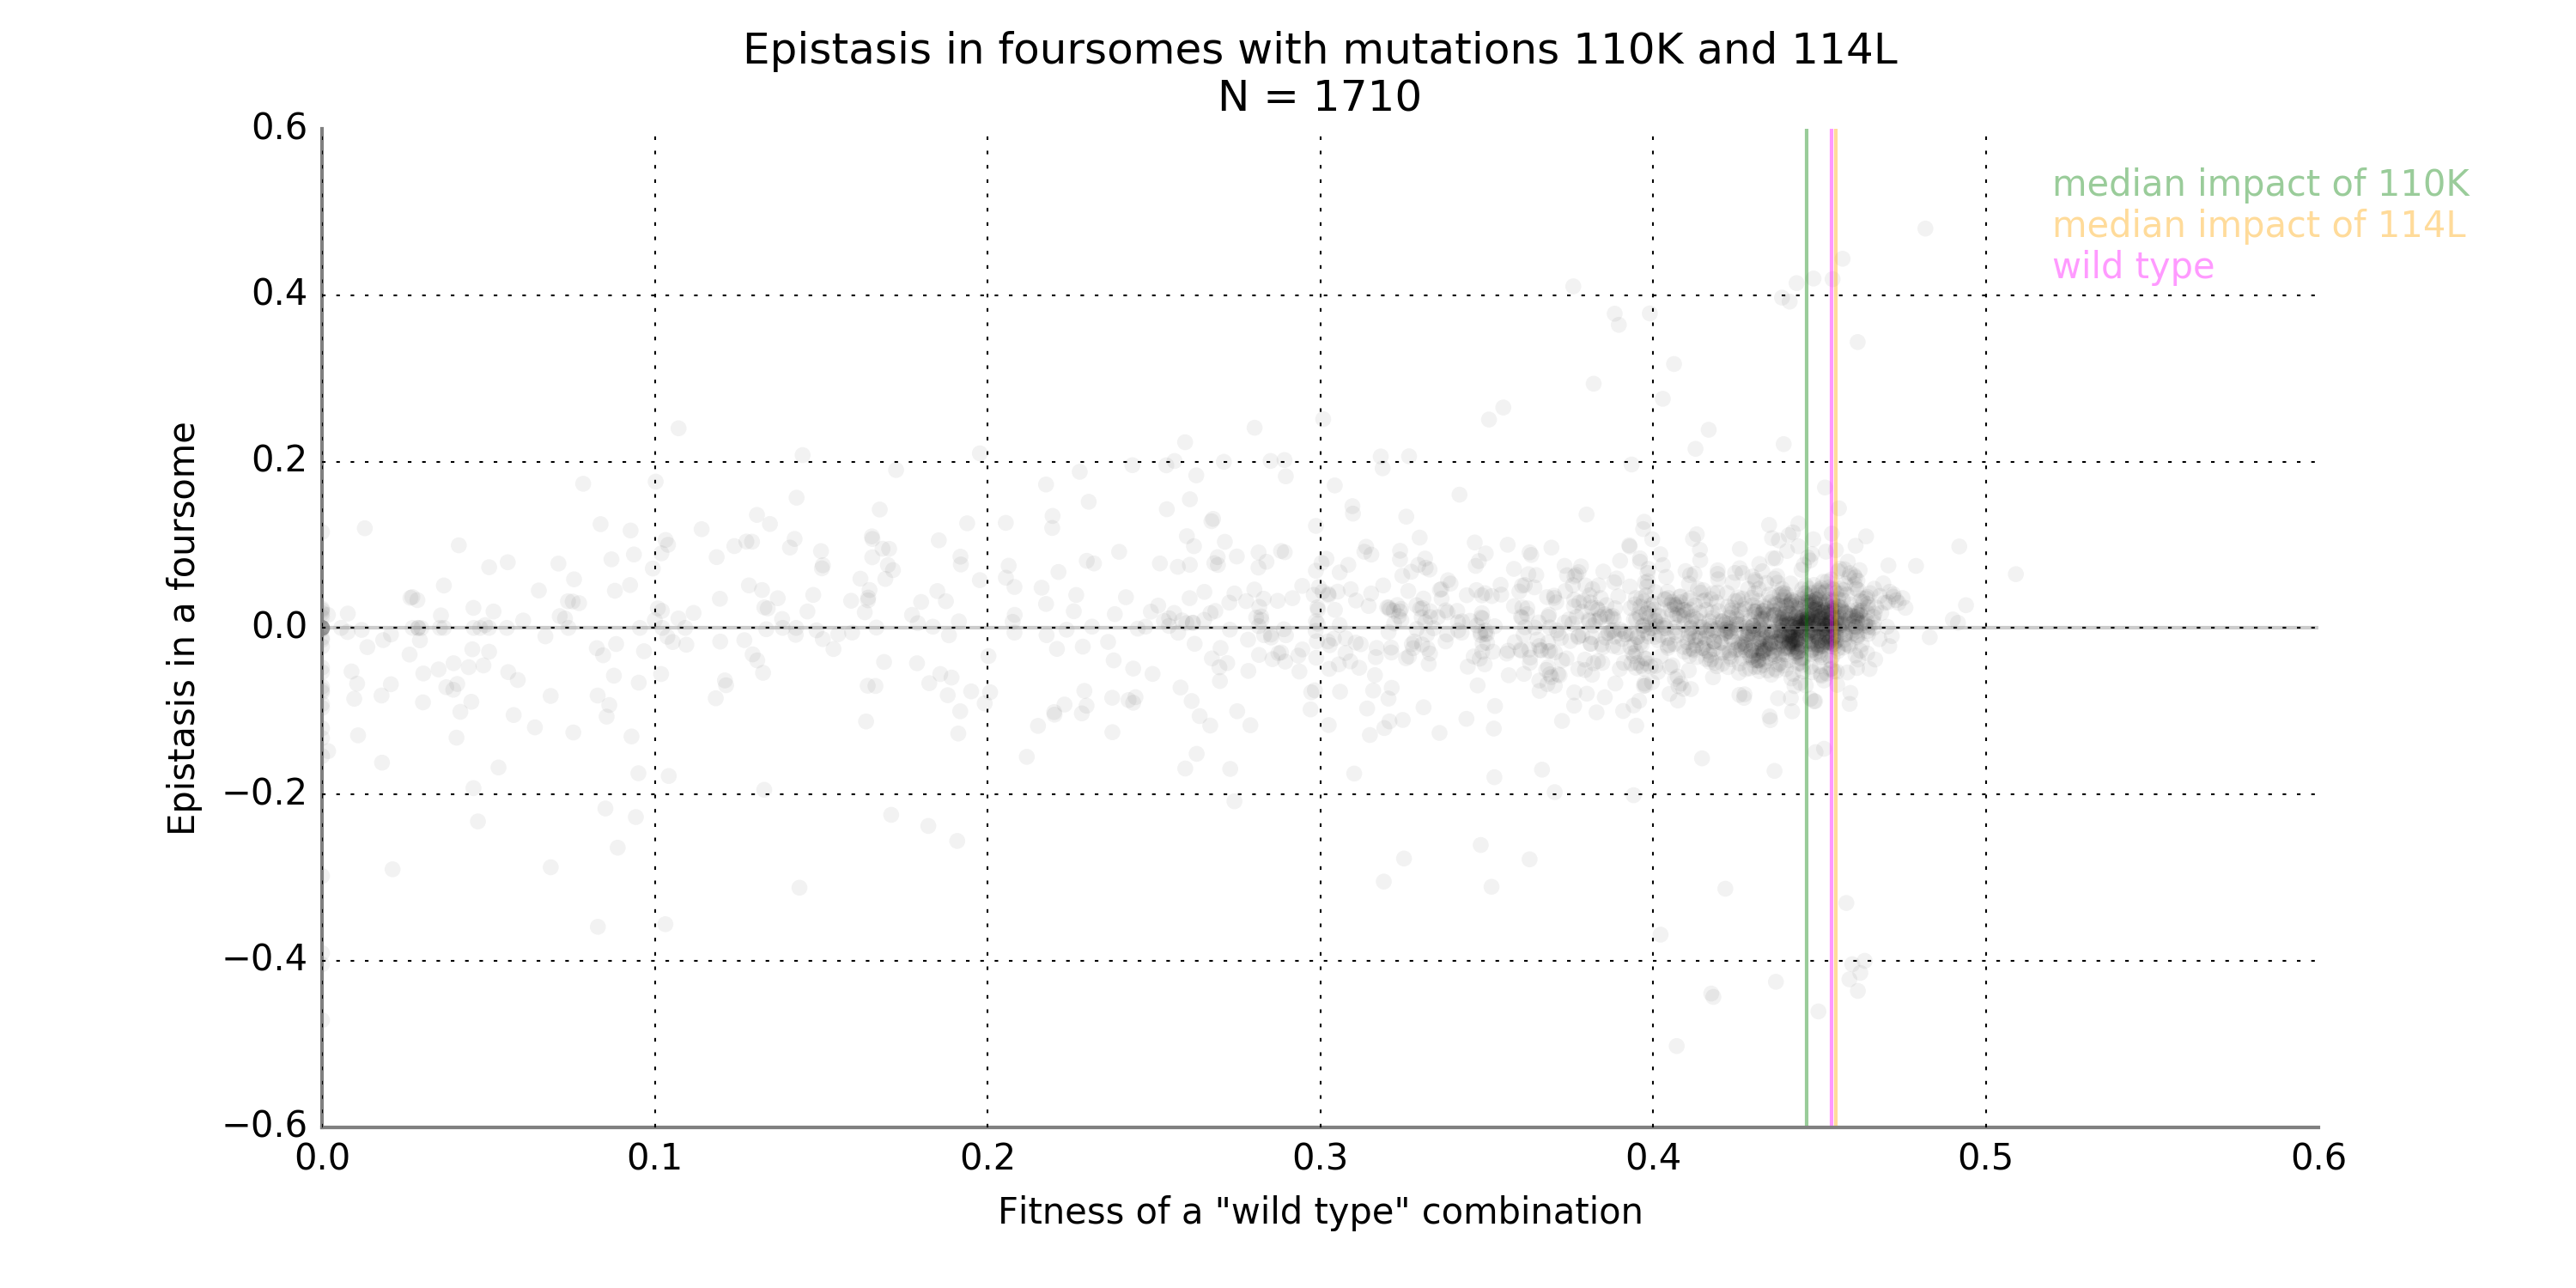 Epistasis in foursomes with mutations 110K and 114L
N = 1710
median impact of 110K
median impact of 114L
wild type
Epistasis in a foursome
0.6
0.4
0.2
0.0
−0.2
−0.4
−0.6
0.0 0.1 0.2 0.3 0.4 0.5 0.6
Fitness of a "wild type" combination